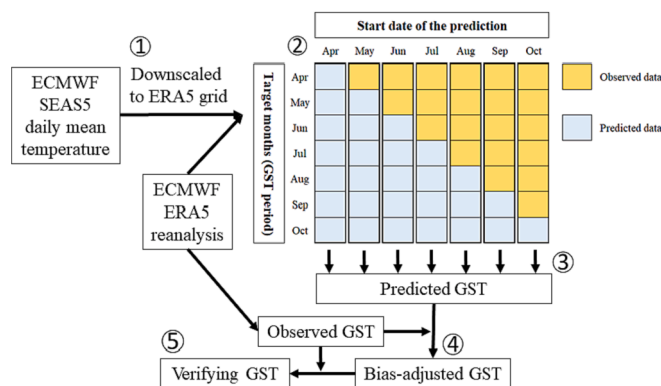 Start date of the prediction
①
②
Apr May Jun Jul Aug Sep Oct
ECMWF
SEAS5
daily mean
temperature
Downscaled
to ERA5 grid
Target months (GST period)
Apr
May
Jun
Jul
Aug
Sep
Oct
Observed data
Predicted data
ECMWF
ERA5
reanalysis
③
Predicted GST
Observed GST
④
⑤
Verifying GST
Bias-adjusted GST